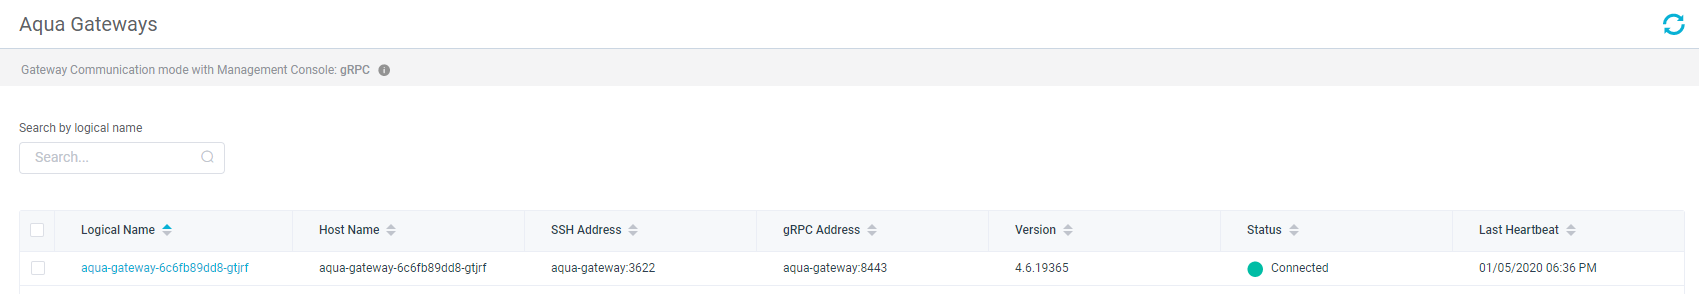 Aqua Gateways
Gateway Communication mode with Management Console: gRPC
Search by logical name
Search...
Logical Name Host Name SSH Address gRPC Address Version Status Last Heartbeat
aqua-gateway-6c6fb89dd8-gtjrf aqua-gateway-6c6fb89dd8-gtjrf aqua-gateway:3622 aqua-gateway:8443 4.6.19365 Connected 01/05/2020 06:36 PM